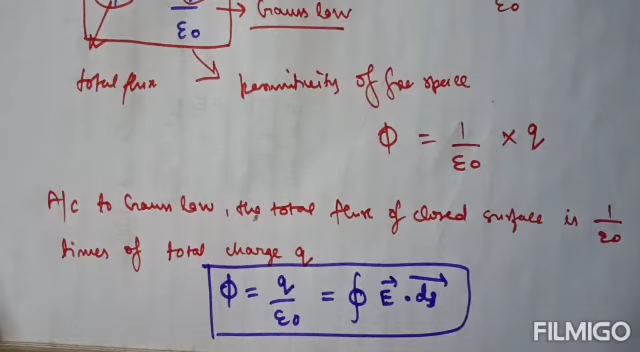 ε0 → Gauss law
ε0
total flux → permitivity of free space
Φ = 1/ε0 × q
A/c to Gauss law, the total flux of closed surface is 1/ε0
times of total charge q
Φ = q/ε0 = ∮ E⃗ . ds⃗
FILMIGO